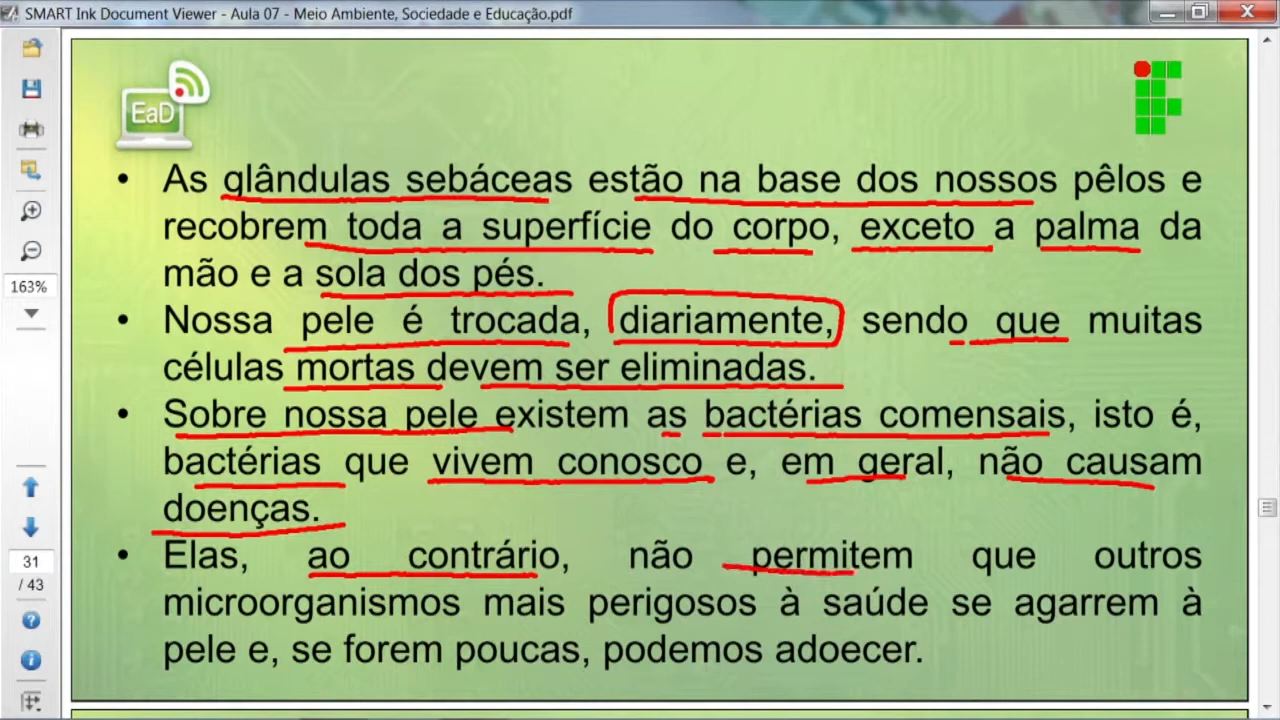 SMART Ink Document Viewer - Aula 07 - Meio Ambiente, Sociedade e Educação.pdf
EaD
• As glândulas sebáceas estão na base dos nossos pêlos e
recobrem toda a superfície do corpo, exceto a palma da
mão e a sola dos pés.
• Nossa pele é trocada, diariamente, sendo que muitas
células mortas devem ser eliminadas.
• Sobre nossa pele existem as bactérias comensais, isto é,
bactérias que vivem conosco e, em geral, não causam
doenças.
• Elas, ao contrário, não permitem que outros
microorganismos mais perigosos à saúde se agarrem à
pele e, se forem poucas, podemos adoecer.
163%
31
/ 43